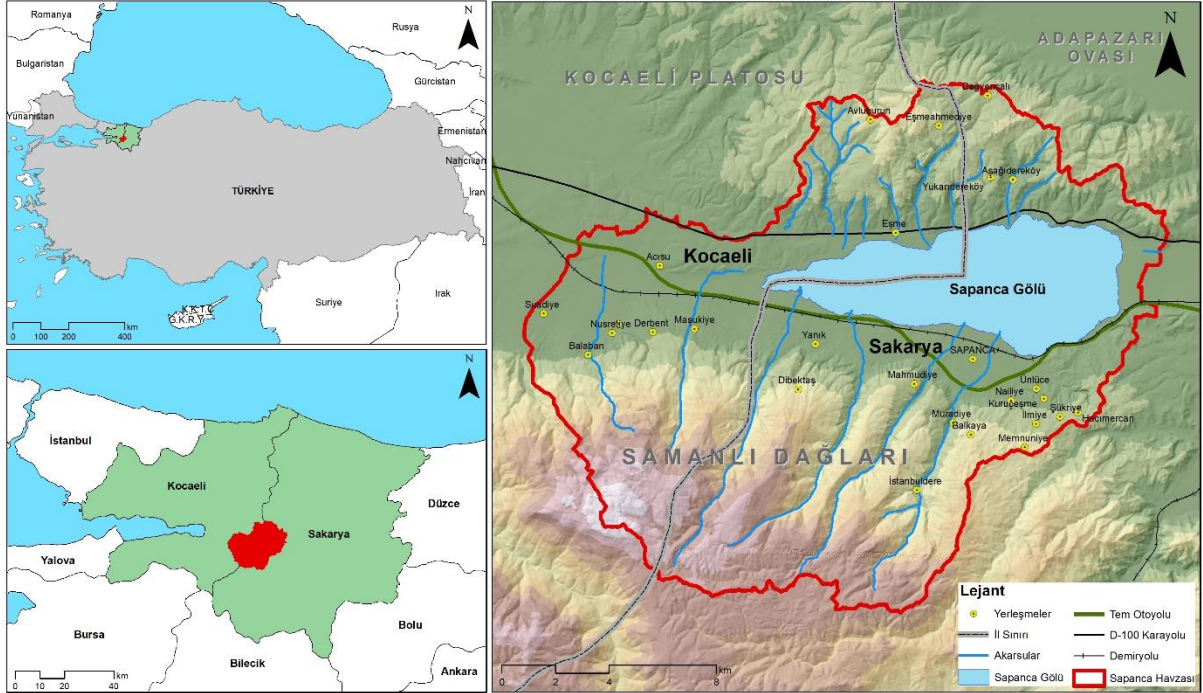 Romanya
Rusya
N
Bulgaristan
Gürcistan
Yunanistan
Ermenistan
Nahcivan
TÜRKİYE
İran
K.K.T.C
G.K.R.Y
Suriye
Irak
0 100 200 400
km
N
İstanbul
Kocaeli
Sakarya
Düzce
Yalova
Bursa
Bilecik
Bolu
Ankara
0 10 20 40
km
N
ADAPAZARI
OVASI
KOCAELİ PLATOSU
Avluburun
Eşmeahmediye
Aşağıdereköy
Yukarıdereköy
Eşme
Kocaeli
Acısu
Sapanca Gölü
Suadiye
Nusretiye
Derbent
Maşukiye
Balaban
Yanık
Sakarya
SAPANCA
Dibektaş
Mahmudiye
Ünlüce
Nailiye
Kuruçeşme
Şükriye
İlmiye
Hacımercan
Muradiye
Balkaya
Memnuniye
SAMANLI DAĞLARI
İstanbuldere
0 2 4 8
km
Lejant
Yerleşmeler
İl Sınırı
Akarsular
Sapanca Gölü
Tem Otoyolu
D-100 Karayolu
Demiryolu
Sapanca Havzası